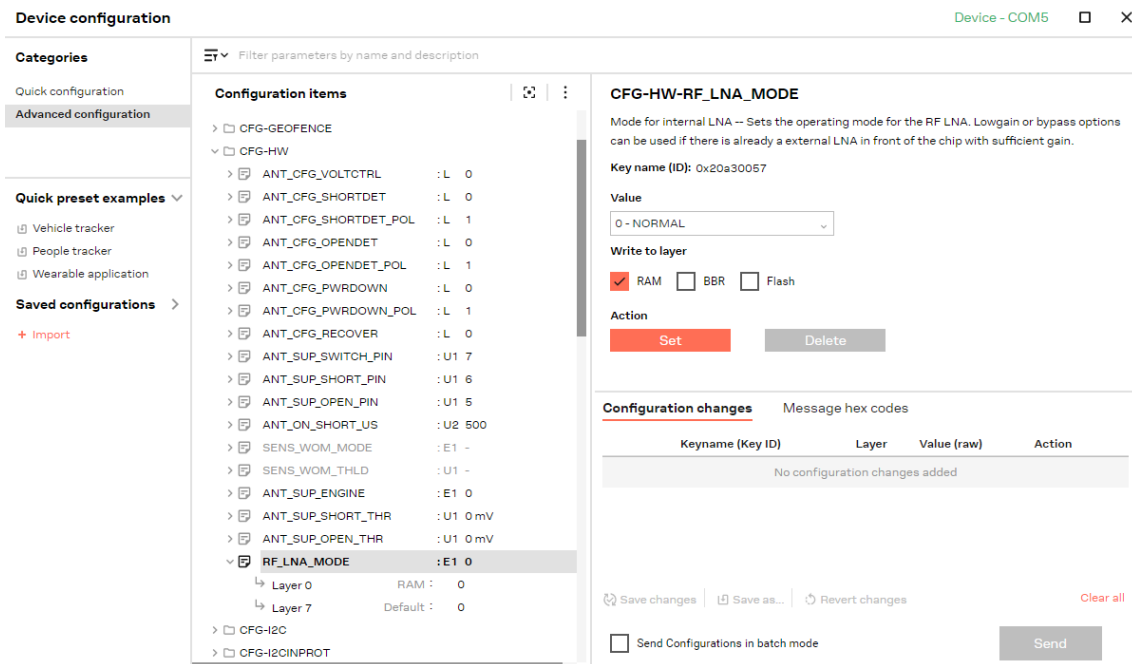 Device configuration
Device - COM5
Categories
Quick configuration
Advanced configuration
Quick preset examples
Vehicle tracker
People tracker
Wearable application
Saved configurations
+ Import
Filter parameters by name and description
Configuration items
CFG-GEOFENCE
CFG-HW
ANT_CFG_VOLTCTRL : L 0
ANT_CFG_SHORTDET : L 0
ANT_CFG_SHORTDET_POL : L 1
ANT_CFG_OPENDET : L 0
ANT_CFG_OPENDET_POL : L 1
ANT_CFG_PWRDOWN : L 0
ANT_CFG_PWRDOWN_POL : L 1
ANT_CFG_RECOVER : L 0
ANT_SUP_SWITCH_PIN : U1 7
ANT_SUP_SHORT_PIN : U1 6
ANT_SUP_OPEN_PIN : U1 5
ANT_ON_SHORT_US : U2 500
SENS_WOM_MODE : E1 -
SENS_WOM_THLD : U1 -
ANT_SUP_ENGINE : E1 0
ANT_SUP_SHORT_THR : U1 0 mV
ANT_SUP_OPEN_THR : U1 0 mV
RF_LNA_MODE : E1 0
Layer 0 RAM : 0
Layer 7 Default : 0
CFG-I2C
CFG-I2CINPROT
CFG-HW-RF_LNA_MODE
Mode for internal LNA -- Sets the operating mode for the RF LNA. Lowgain or bypass options
can be used if there is already a external LNA in front of the chip with sufficient gain.
Key name (ID): 0x20a30057
Value
0 - NORMAL
Write to layer
RAM BBR Flash
Action
Set Delete
Configuration changes Message hex codes
Keyname (Key ID) Layer Value (raw) Action
No configuration changes added
Save changes Save as... Revert changes Clear all
Send Configurations in batch mode Send